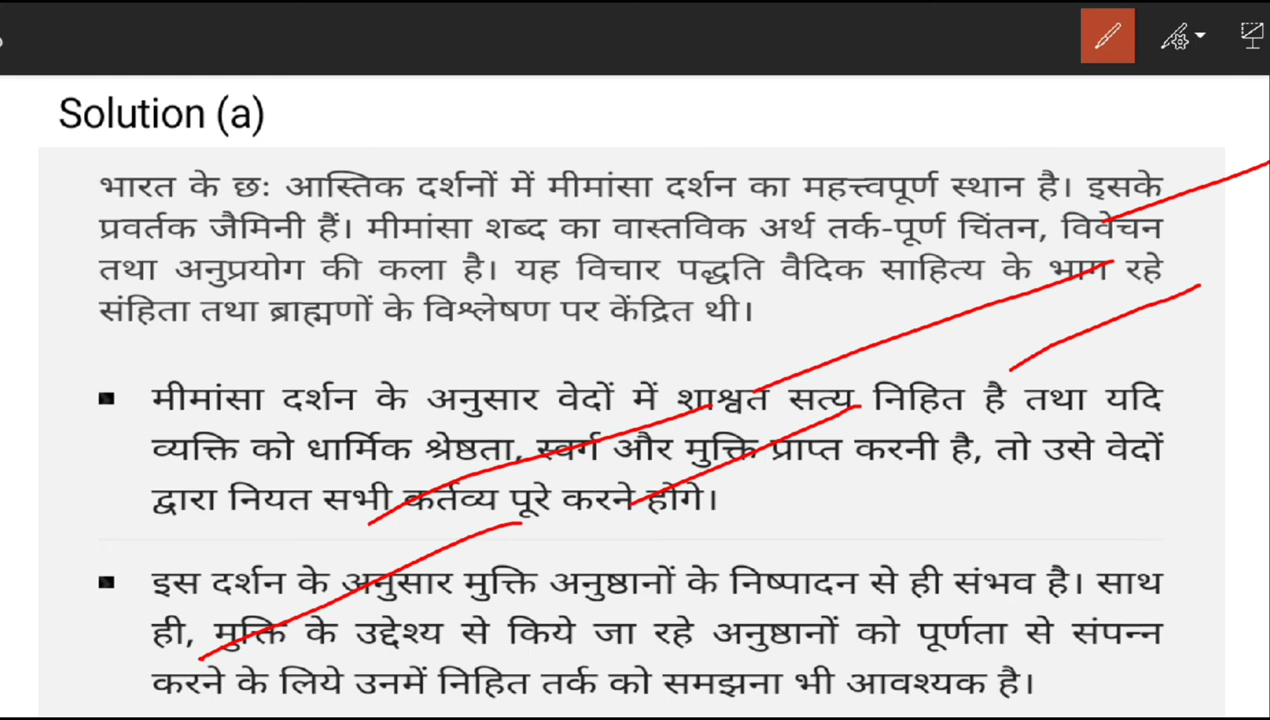 Solution (a)
भारत के छः आस्तिक दर्शनों में मीमांसा दर्शन का महत्त्वपूर्ण स्थान है। इसके
प्रवर्तक जैमिनी हैं। मीमांसा शब्द का वास्तविक अर्थ तर्क-पूर्ण चिंतन, विवेचन
तथा अनुप्रयोग की कला है। यह विचार पद्धति वैदिक साहित्य के भाग रहे
संहिता तथा ब्राह्मणों के विश्लेषण पर केंद्रित थी।
▪ मीमांसा दर्शन के अनुसार वेदों में शाश्वत सत्य निहित है तथा यदि
व्यक्ति को धार्मिक श्रेष्ठता, स्वर्ग और मुक्ति प्राप्त करनी है, तो उसे वेदों
द्वारा नियत सभी कर्तव्य पूरे करने होंगे।
▪ इस दर्शन के अनुसार मुक्ति अनुष्ठानों के निष्पादन से ही संभव है। साथ
ही, मुक्ति के उद्देश्य से किये जा रहे अनुष्ठानों को पूर्णता से संपन्न
करने के लिये उनमें निहित तर्क को समझना भी आवश्यक है।